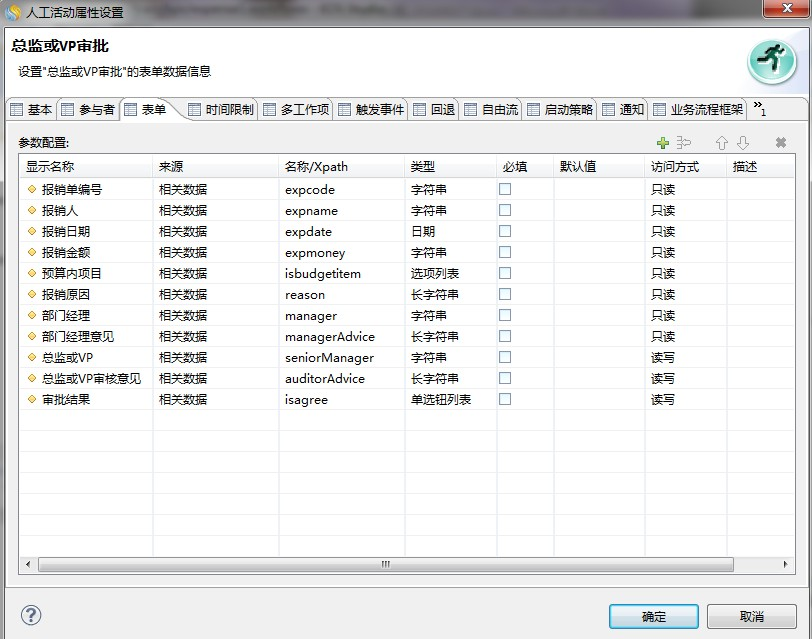 人工活动属性设置
总监或VP审批
设置"总监或VP审批"的表单数据信息
基本 参与者 表单 时间限制 多工作项 触发事件 回退 自由流 启动策略 通知 业务流程框架 »1
参数配置:
显示名称 来源 名称/Xpath 类型 必填 默认值 访问方式 描述
报销单编号 相关数据 expcode 字符串 只读
报销人 相关数据 expname 字符串 只读
报销日期 相关数据 expdate 日期 只读
报销金额 相关数据 expmoney 字符串 只读
预算内项目 相关数据 isbudgetitem 选项列表 只读
报销原因 相关数据 reason 长字符串 只读
部门经理 相关数据 manager 字符串 只读
部门经理意见 相关数据 managerAdvice 长字符串 只读
总监或VP 相关数据 seniorManager 字符串 读写
总监或VP审核意见 相关数据 auditorAdvice 长字符串 读写
审批结果 相关数据 isagree 单选钮列表 读写
确定 取消